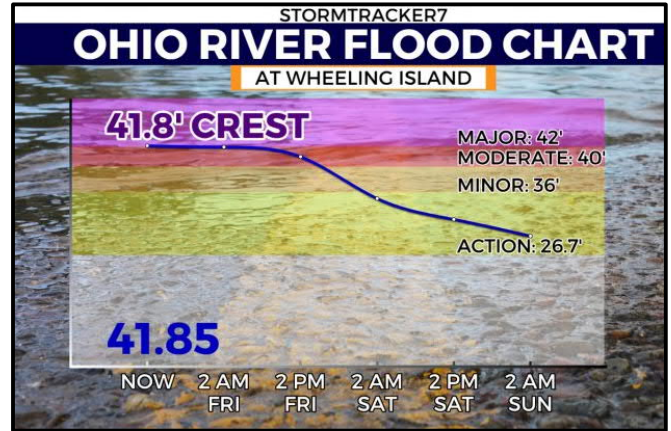 STORMTRACKER7
OHIO RIVER FLOOD CHART
AT WHEELING ISLAND
41.8' CREST
MAJOR: 42'
MODERATE: 40'
MINOR: 36'
ACTION: 26.7'
41.85
NOW 2 AM 2 PM 2 AM 2 PM 2 AM
FRI FRI SAT SAT SUN